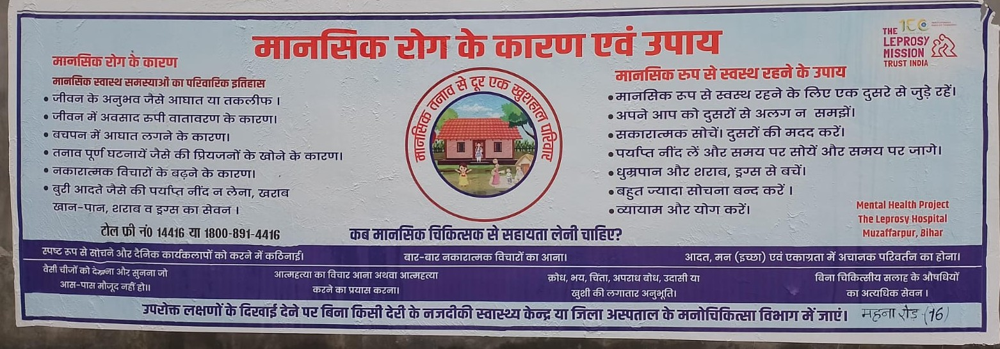 मानसिक रोग के कारण एवं उपाय
THE
LEPROSY
MISSION
TRUST INDIA
मानसिक रोग के कारण
मानसिक स्वास्थ समस्याओं का परिवारिक इतिहास
• जीवन के अनुभव जैसे आघात या तकलीफ ।
• जीवन में अवसाद रुपी वातावरण के कारण।
• बचपन में आघात लगने के कारण।
• तनाव पूर्ण घटनायें जैसे की प्रियजनों के खोने के कारण।
• नकारात्मक विचारों के बढ़ने के कारण।
• बुरी आदते जैसे की पर्याप्त नींद न लेना, खराब
खान-पान, शराब व ड्रग्स का सेवन ।
टोल फ्री नं0 14416 या 1800-891-4416
मानसिक तनाव से दूर एक खुशहाल परिवार
मानसिक रुप से स्वस्थ रहने के उपाय
• मानसिक रूप से स्वस्थ रहने के लिए एक दुसरे से जुड़े रहें।
• अपने आप को दुसरों से अलग न समझें।
• सकारात्मक सोचें। दुसरों की मदद करें।
• पर्याप्त नींद लें और समय पर सोयें और समय पर जागे।
• धुम्रपान और शराब, ड्रग्स से बचें।
• बहुत ज्यादा सोचना बन्द करें ।
• व्यायाम और योग करें।
Mental Health Project
The Leprosy Hospital
Muzaffarpur, Bihar
कब मानसिक चिकित्सक से सहायता लेनी चाहिए?
स्पष्ट रूप से सोचने और दैनिक कार्यकलापों को करने में कठिनाई।
बार-बार नकारात्मक विचारों का आना।
आदत, मन (इच्छा) एवं एकाग्रता में अचानक परिवर्तन का होना।
वैसी चीजों को देखना और सुनना जो
आस-पास मौजूद नहीं हो।।
आत्महत्या का विचार आना अथवा आत्महत्या
करने का प्रयास करना।
क्रोध, भय, चिंता, अपराध बोध, उदासी या
खुशी की लगातार अनुभूति।
बिना चिकित्सीय सलाह के औषधियों
का अत्यधिक सेवन ।
उपरोक्त लक्षणों के दिखाई देने पर बिना किसी देरी के नजदीकी स्वास्थ्य केन्द्र या जिला अस्पताल के मनोचिकित्सा विभाग में जाएं।
महना रोड (16)